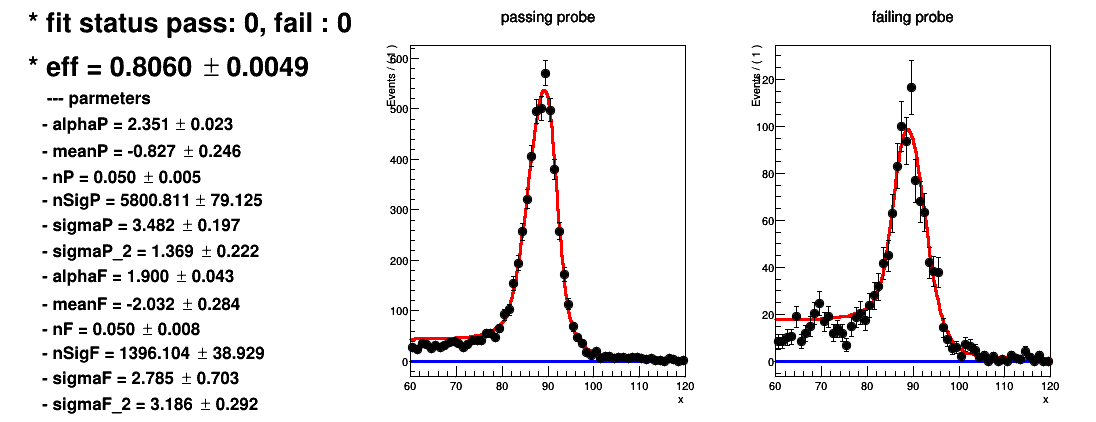 * fit status pass: 0, fail : 0
* eff = 0.8060 ± 0.0049
--- parmeters
- alphaP = 2.351 ± 0.023
- meanP = -0.827 ± 0.246
- nP = 0.050 ± 0.005
- nSigP = 5800.811 ± 79.125
- sigmaP = 3.482 ± 0.197
- sigmaP_2 = 1.369 ± 0.222
- alphaF = 1.900 ± 0.043
- meanF = -2.032 ± 0.284
- nF = 0.050 ± 0.008
- nSigF = 1396.104 ± 38.929
- sigmaF = 2.785 ± 0.703
- sigmaF_2 = 3.186 ± 0.292
passing probe
Events / ( 1 )
600
500
400
300
200
100
0
60 70 80 90 100 110 120
x
failing probe
Events / ( 1 )
120
100
80
60
40
20
0
60 70 80 90 100 110 120
x